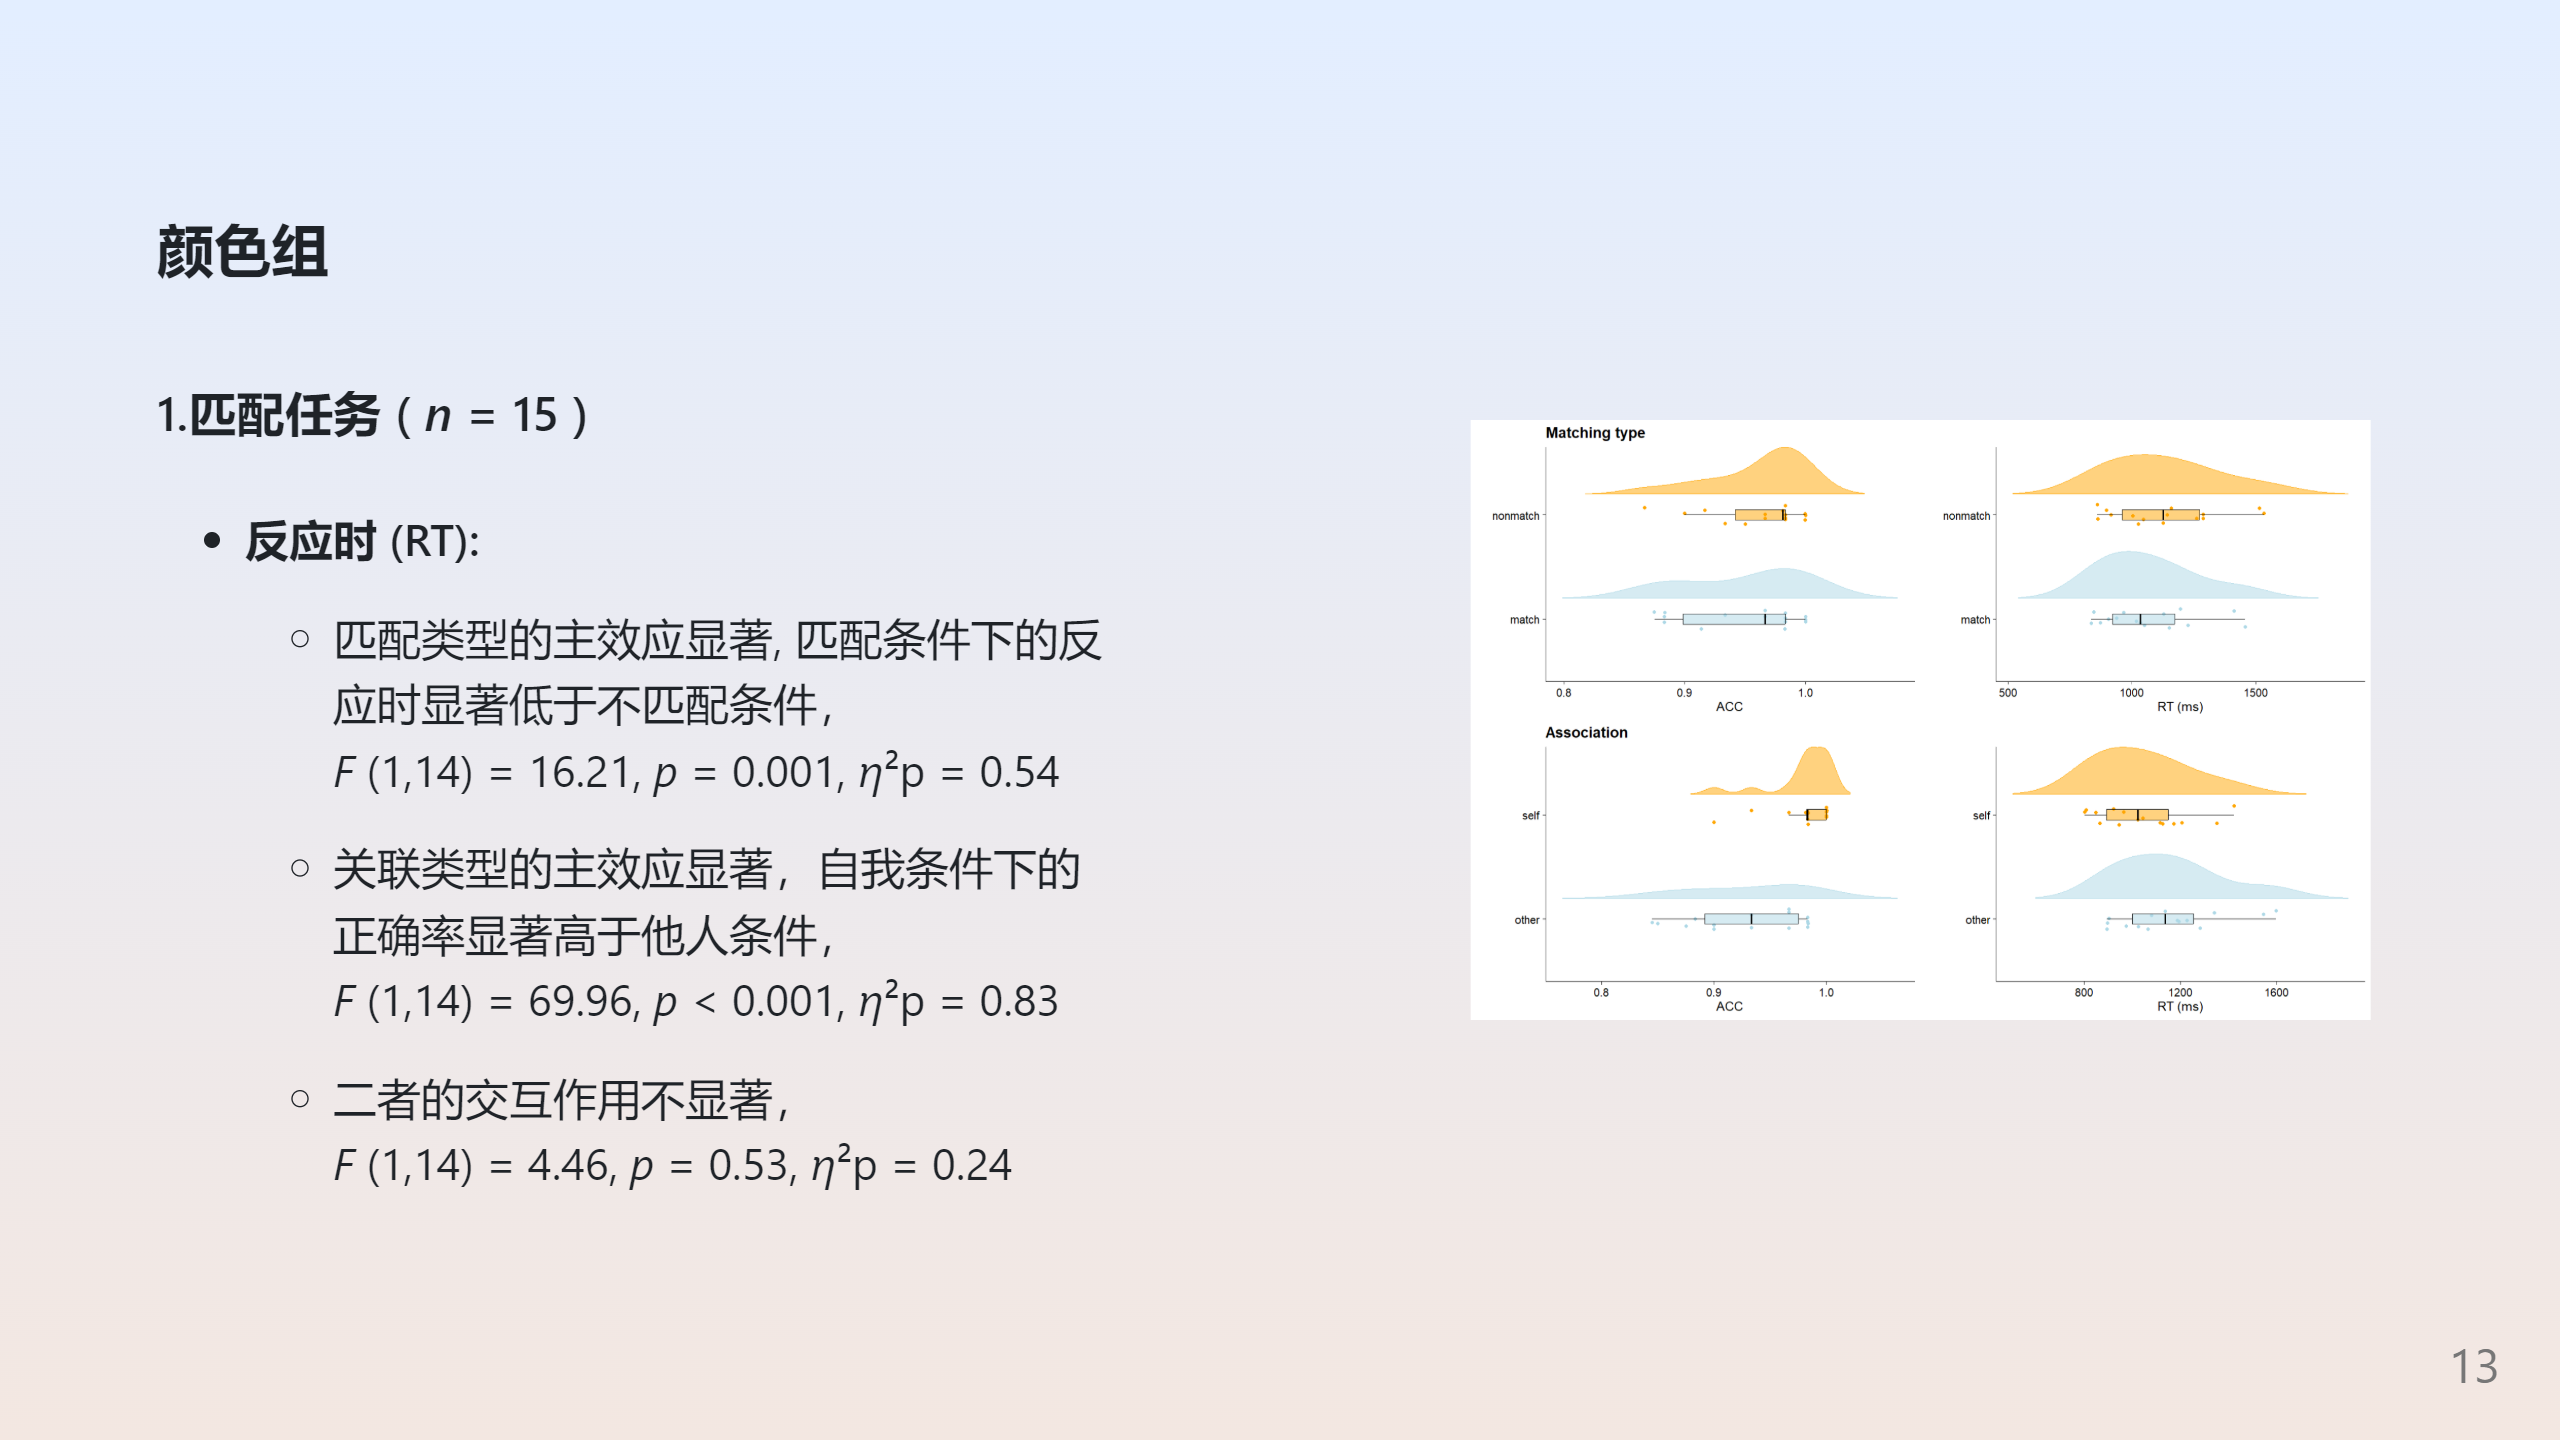 颜色组
1.匹配任务 ( n = 15 )
反应时 (RT):
匹配类型的主效应显著, 匹配条件下的反
应时显著低于不匹配条件，
F (1,14) = 16.21, p = 0.001, η²p = 0.54
关联类型的主效应显著，自我条件下的
正确率显著高于他人条件，
F (1,14) = 69.96, p < 0.001, η²p = 0.83
二者的交互作用不显著，
F (1,14) = 4.46, p = 0.53, η²p = 0.24
Matching type
nonmatch
match
0.8 0.9 1.0
ACC
nonmatch
match
500 1000 1500
RT (ms)
Association
self
other
0.8 0.9 1.0
ACC
self
other
800 1200 1600
RT (ms)
13